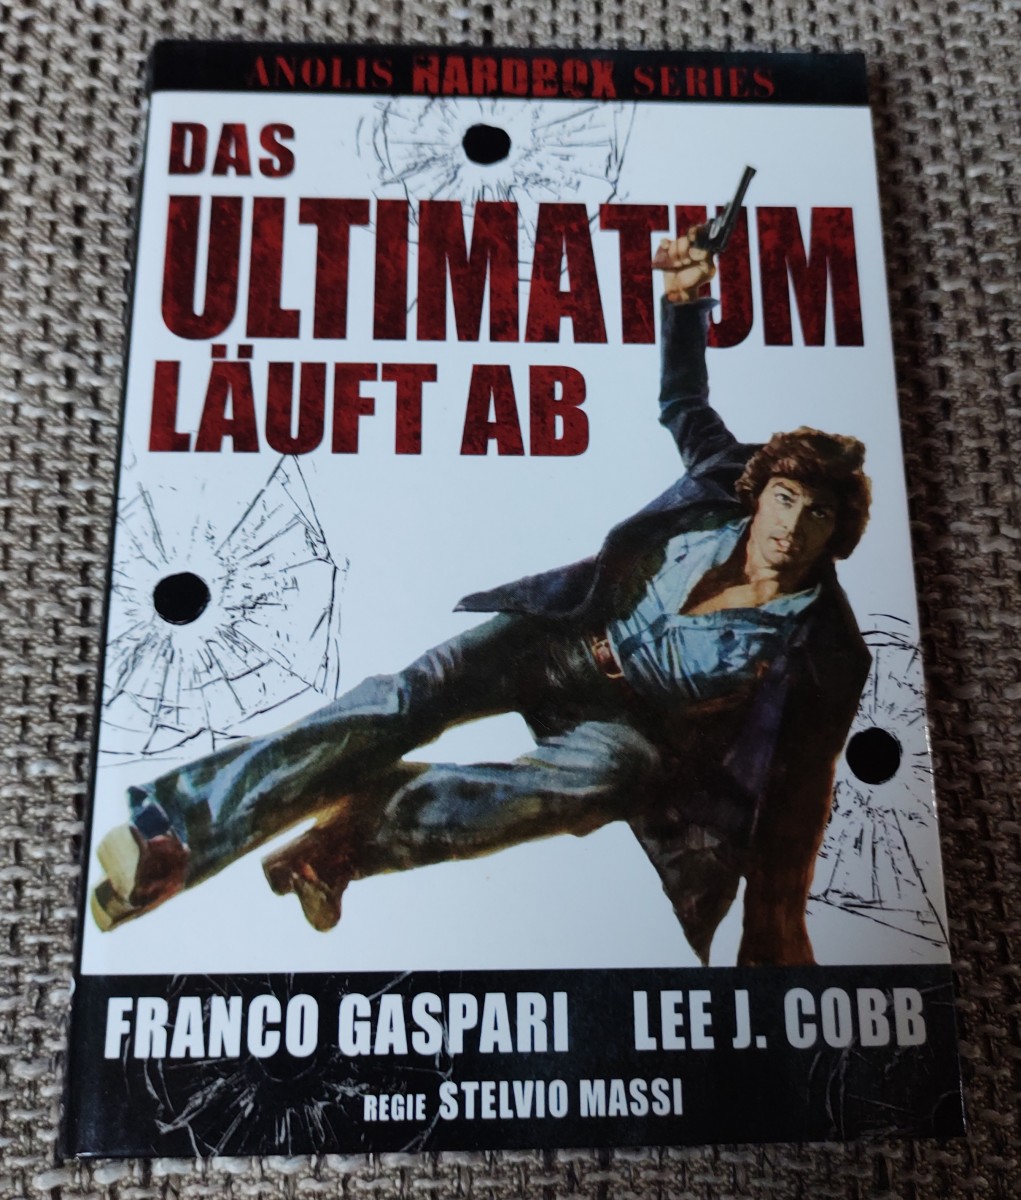 ANOLIS HARDBOX SERIES
DAS
ULTIMATUM
LÄUFT AB
FRANCO GASPARI LEE J. COBB
REGIE STELVIO MASSI